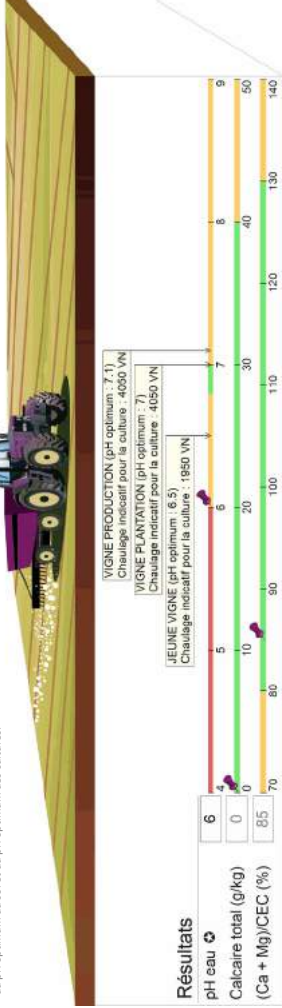 VIGNE PRODUCTION (pH optimum : 7.1)
Chaulage indicatif pour la culture : 4050 VN
VIGNE PLANTATION (pH optimum : 7)
Chaulage indicatif pour la culture : 4050 VN
JEUNE VIGNE (pH optimum : 6.5)
Chaulage indicatif pour la culture : 1950 VN
Résultats
pH eau 6
4 5 6 7 8 9
Calcaire total (g/kg) 0
0 10 20 30 40 50
(Ca + Mg)/CEC (%) 85
70 80 90 100 110 130 140